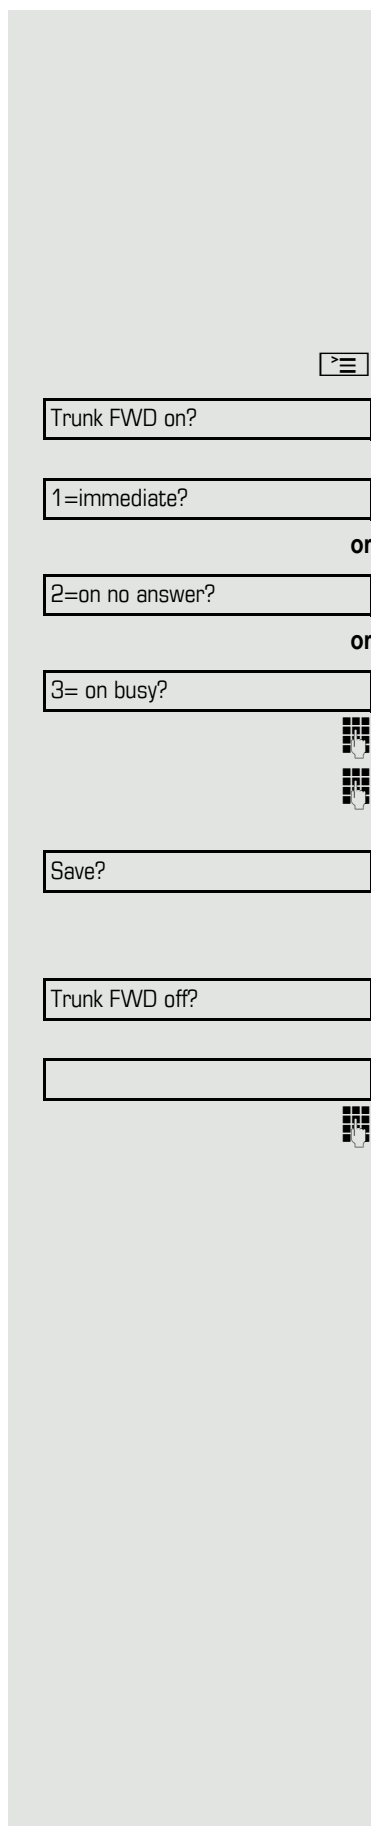 Trunk FWD on?
1=immediate?
or
2=on no answer?
or
3= on busy?
Save?
Trunk FWD off?